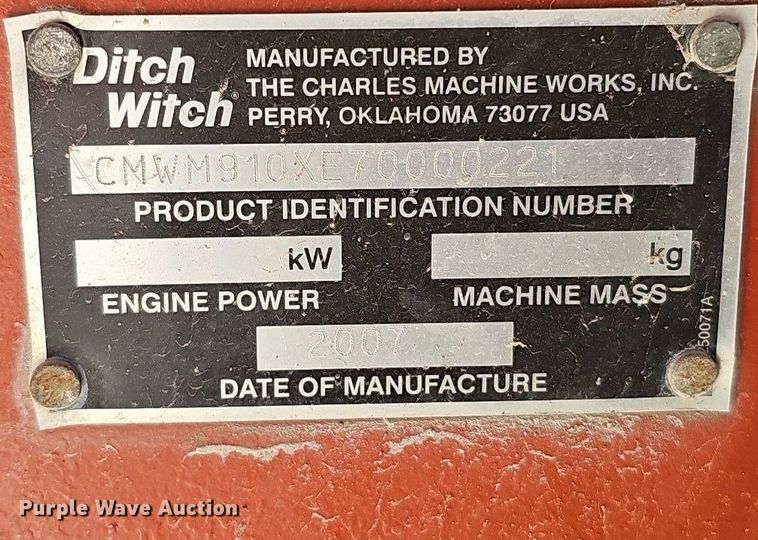 Ditch Witch®
MANUFACTURED BY
THE CHARLES MACHINE WORKS, INC.
PERRY, OKLAHOMA 73077 USA
CMWM910XE70000221
PRODUCT IDENTIFICATION NUMBER
kW
kg
ENGINE POWER
MACHINE MASS
2007
DATE OF MANUFACTURE
50071A
Purple Wave Auction